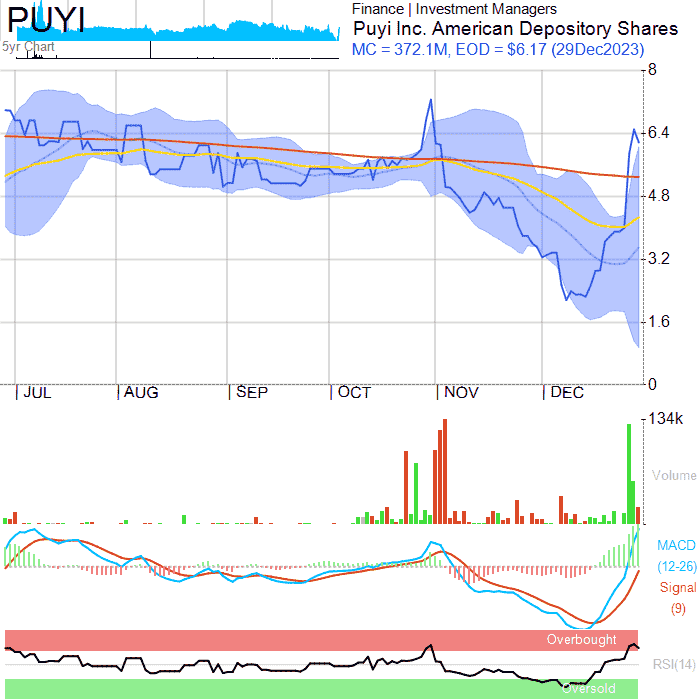 PUYI
5yr Chart
Finance | Investment Managers
Puyi Inc. American Depository Shares
MC = 372.1M, EOD = $6.17 (29Dec2023)
8
6.4
4.8
3.2
1.6
0
JUL
AUG
SEP
OCT
NOV
DEC
134k
Volume
MACD
(12-26)
Signal
(9)
Overbought
RSI(14)
Oversold